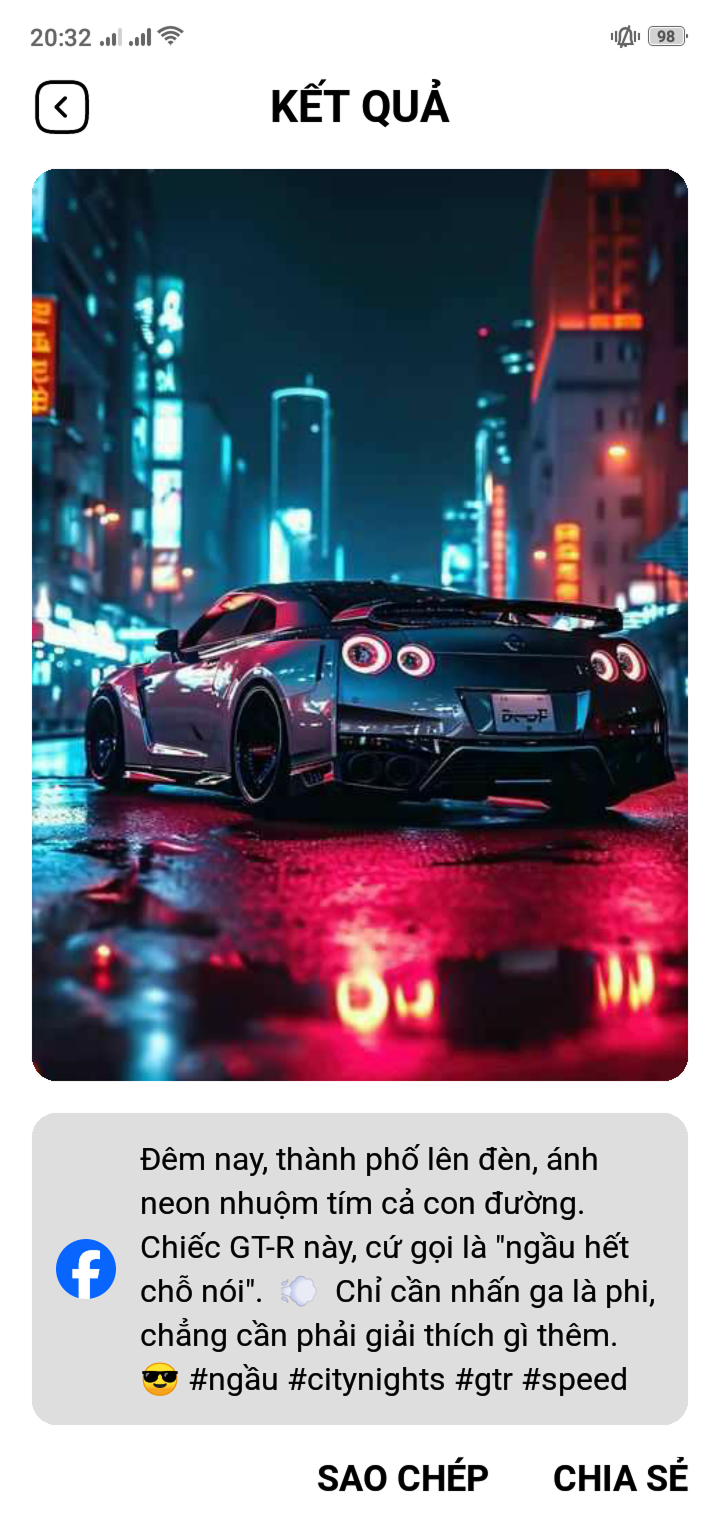 20:32
98
KẾT QUẢ
Đêm nay, thành phố lên đèn, ánh
neon nhuộm tím cả con đường.
Chiếc GT-R này, cứ gọi là "ngầu hết
chỗ nói". 💨 Chỉ cần nhấn ga là phi,
chẳng cần phải giải thích gì thêm.
😎 #ngầu #citynights #gtr #speed
SAO CHÉP CHIA SẺ